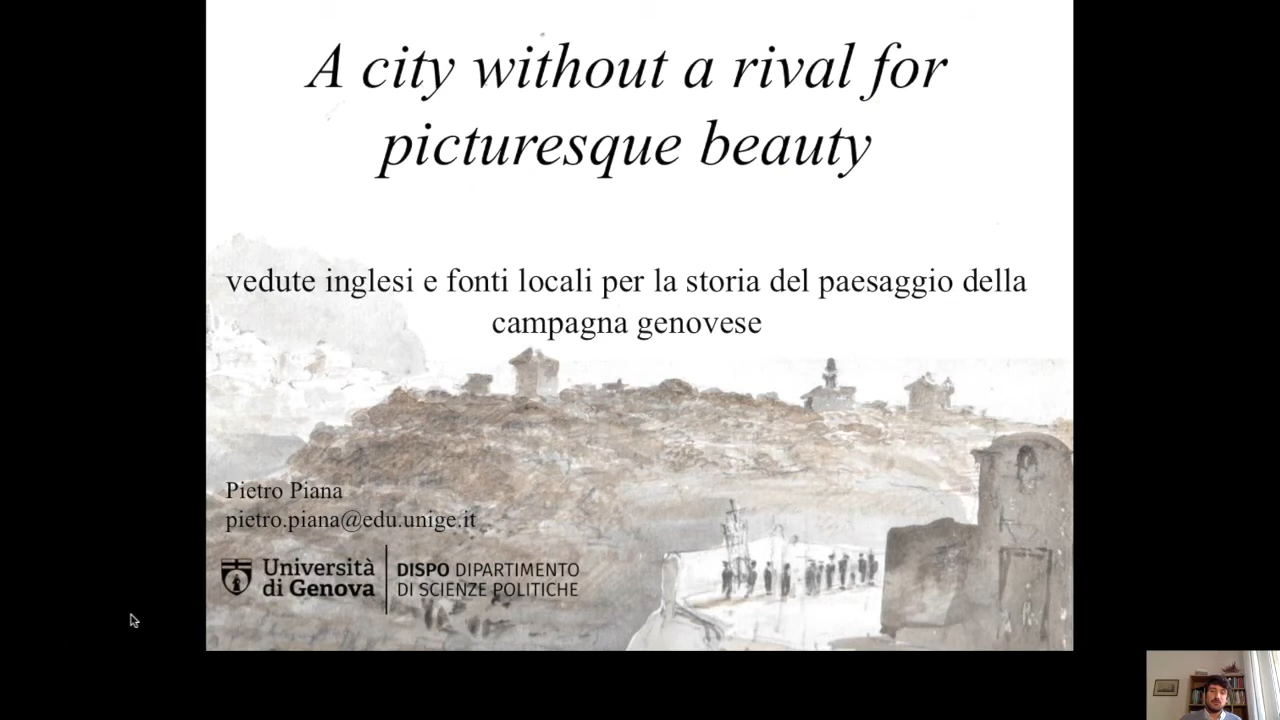 A city without a rival for
picturesque beauty
vedute inglesi e fonti locali per la storia del paesaggio della
campagna genovese
Pietro Piana
pietro.piana@edu.unige.it
Università
di Genova
DISPO DIPARTIMENTO
DI SCIENZE POLITICHE